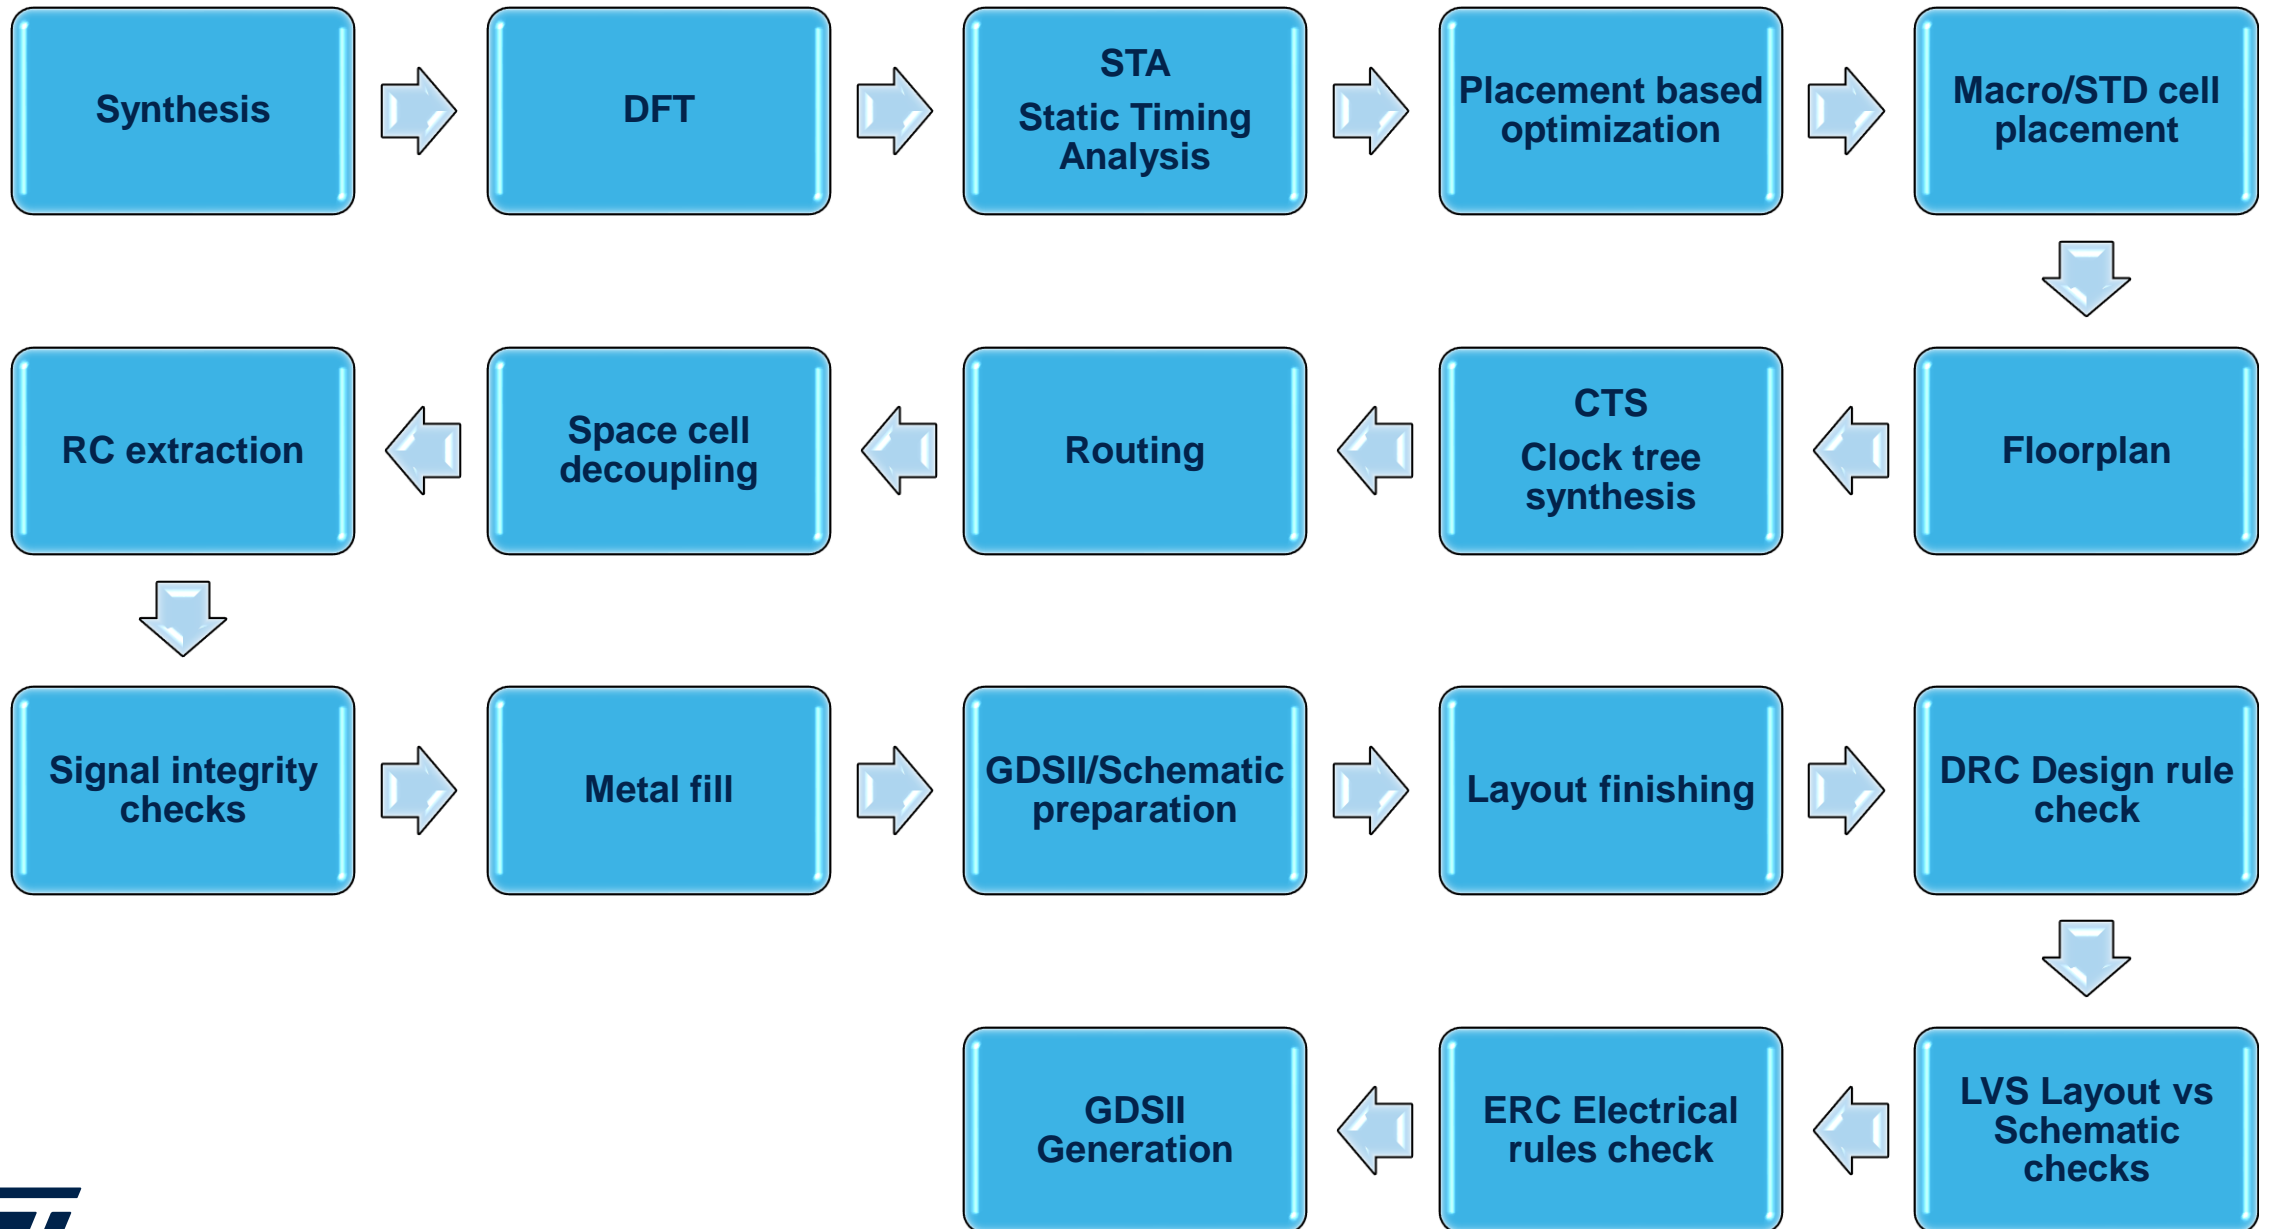 Synthesis
DFT
STA
Static Timing
Analysis
Placement based
optimization
Macro/STD cell
placement
Floorplan
CTS
Clock tree
synthesis
Routing
Space cell
decoupling
RC extraction
Signal integrity
checks
Metal fill
GDSII/Schematic
preparation
Layout finishing
DRC Design rule
check
LVS Layout vs
Schematic
checks
ERC Electrical
rules check
GDSII
Generation